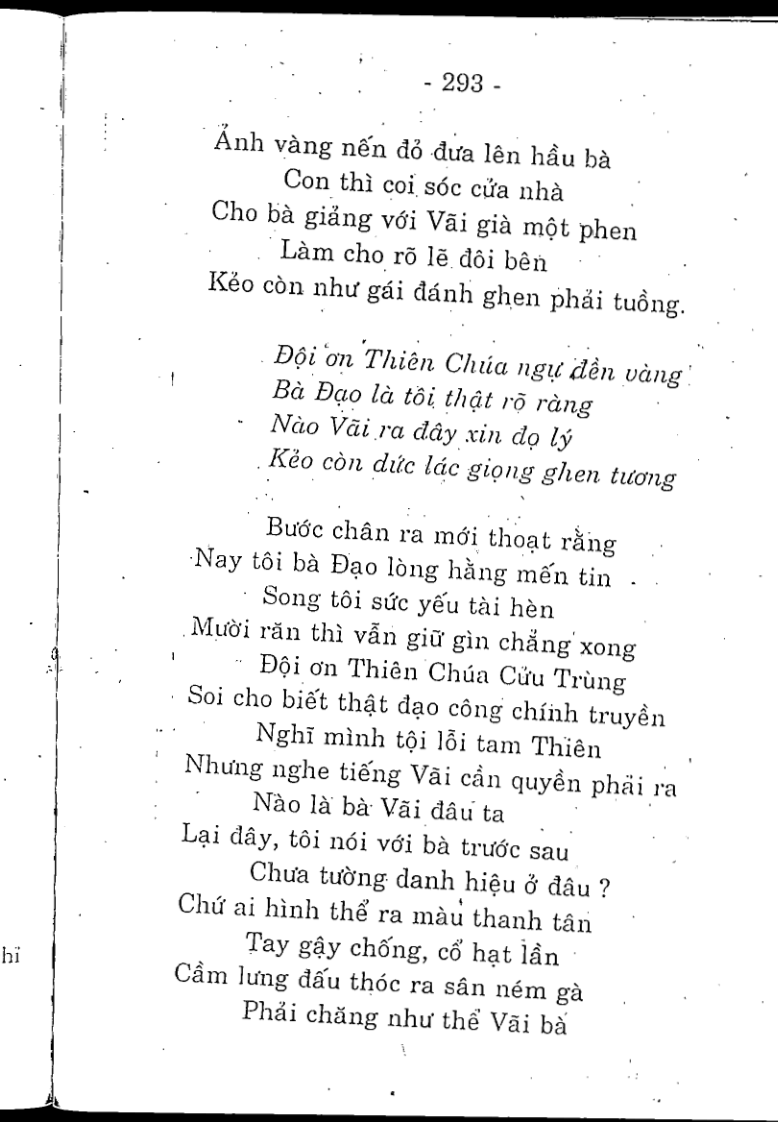 - 293 -
Ảnh vàng nến đỏ đưa lên hầu bà
Con thì coi sóc cửa nhà
Cho bà giảng với Vãi già một phen
Làm cho rõ lẽ đôi bên
Kẻo còn như gái đánh ghen phải tuồng.
Đội ơn Thiên Chúa ngự đền vàng
Bà Đạo là tôi thật rõ ràng
Nào Vãi ra đây xin đọ lý
Kẻo còn dức lác giọng ghen tương
Bước chân ra mới thoạt rằng
Nay tôi bà Đạo lòng hằng mến tin
Song tôi sức yếu tài hèn
Mười răn thì vẫn giữ gìn chẳng xong
Đội ơn Thiên Chúa Cửu Trùng
Soi cho biết thật đạo công chính truyền
Nghĩ mình tội lỗi tam Thiên
Nhưng nghe tiếng Vãi cần quyền phải ra
Nào là bà Vãi đâu ta
Lại đây, tôi nói với bà trước sau
Chưa tường danh hiệu ở đâu ?
Chứ ai hình thể ra màu thanh tân
Tay gậy chống, cổ hạt lần
Cầm lưng đấu thóc ra sân ném gà
Phải chăng như thể Vãi bà
hi